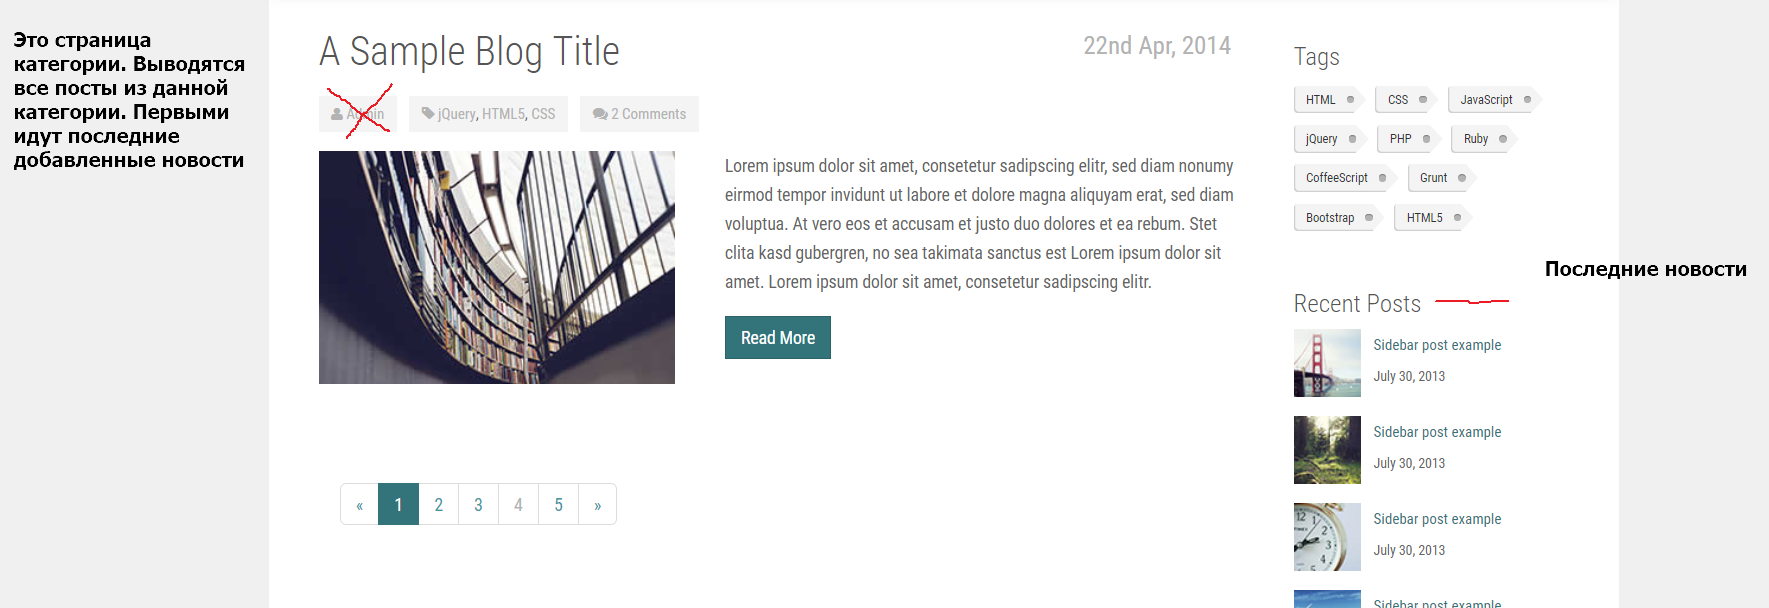 Это страница
категории. Выводятся
все посты из данной
категории. Первыми
идут последние
добавленные новости
A Sample Blog Title
22nd Apr, 2014
Admin
jQuery, HTML5, CSS
2 Comments
Lorem ipsum dolor sit amet, consetetur sadipscing elitr, sed diam nonumy
eirmod tempor invidunt ut labore et dolore magna aliquyam erat, sed diam
voluptua. At vero eos et accusam et justo duo dolores et ea rebum. Stet
clita kasd gubergren, no sea takimata sanctus est Lorem ipsum dolor sit
amet. Lorem ipsum dolor sit amet, consetetur sadipscing elitr.
Read More
« 1 2 3 4 5 »
Tags
HTML CSS JavaScript
jQuery PHP Ruby
CoffeeScript Grunt
Bootstrap HTML5
Последние новости
Recent Posts
Sidebar post example
July 30, 2013
Sidebar post example
July 30, 2013
Sidebar post example
July 30, 2013
Sidebar post example